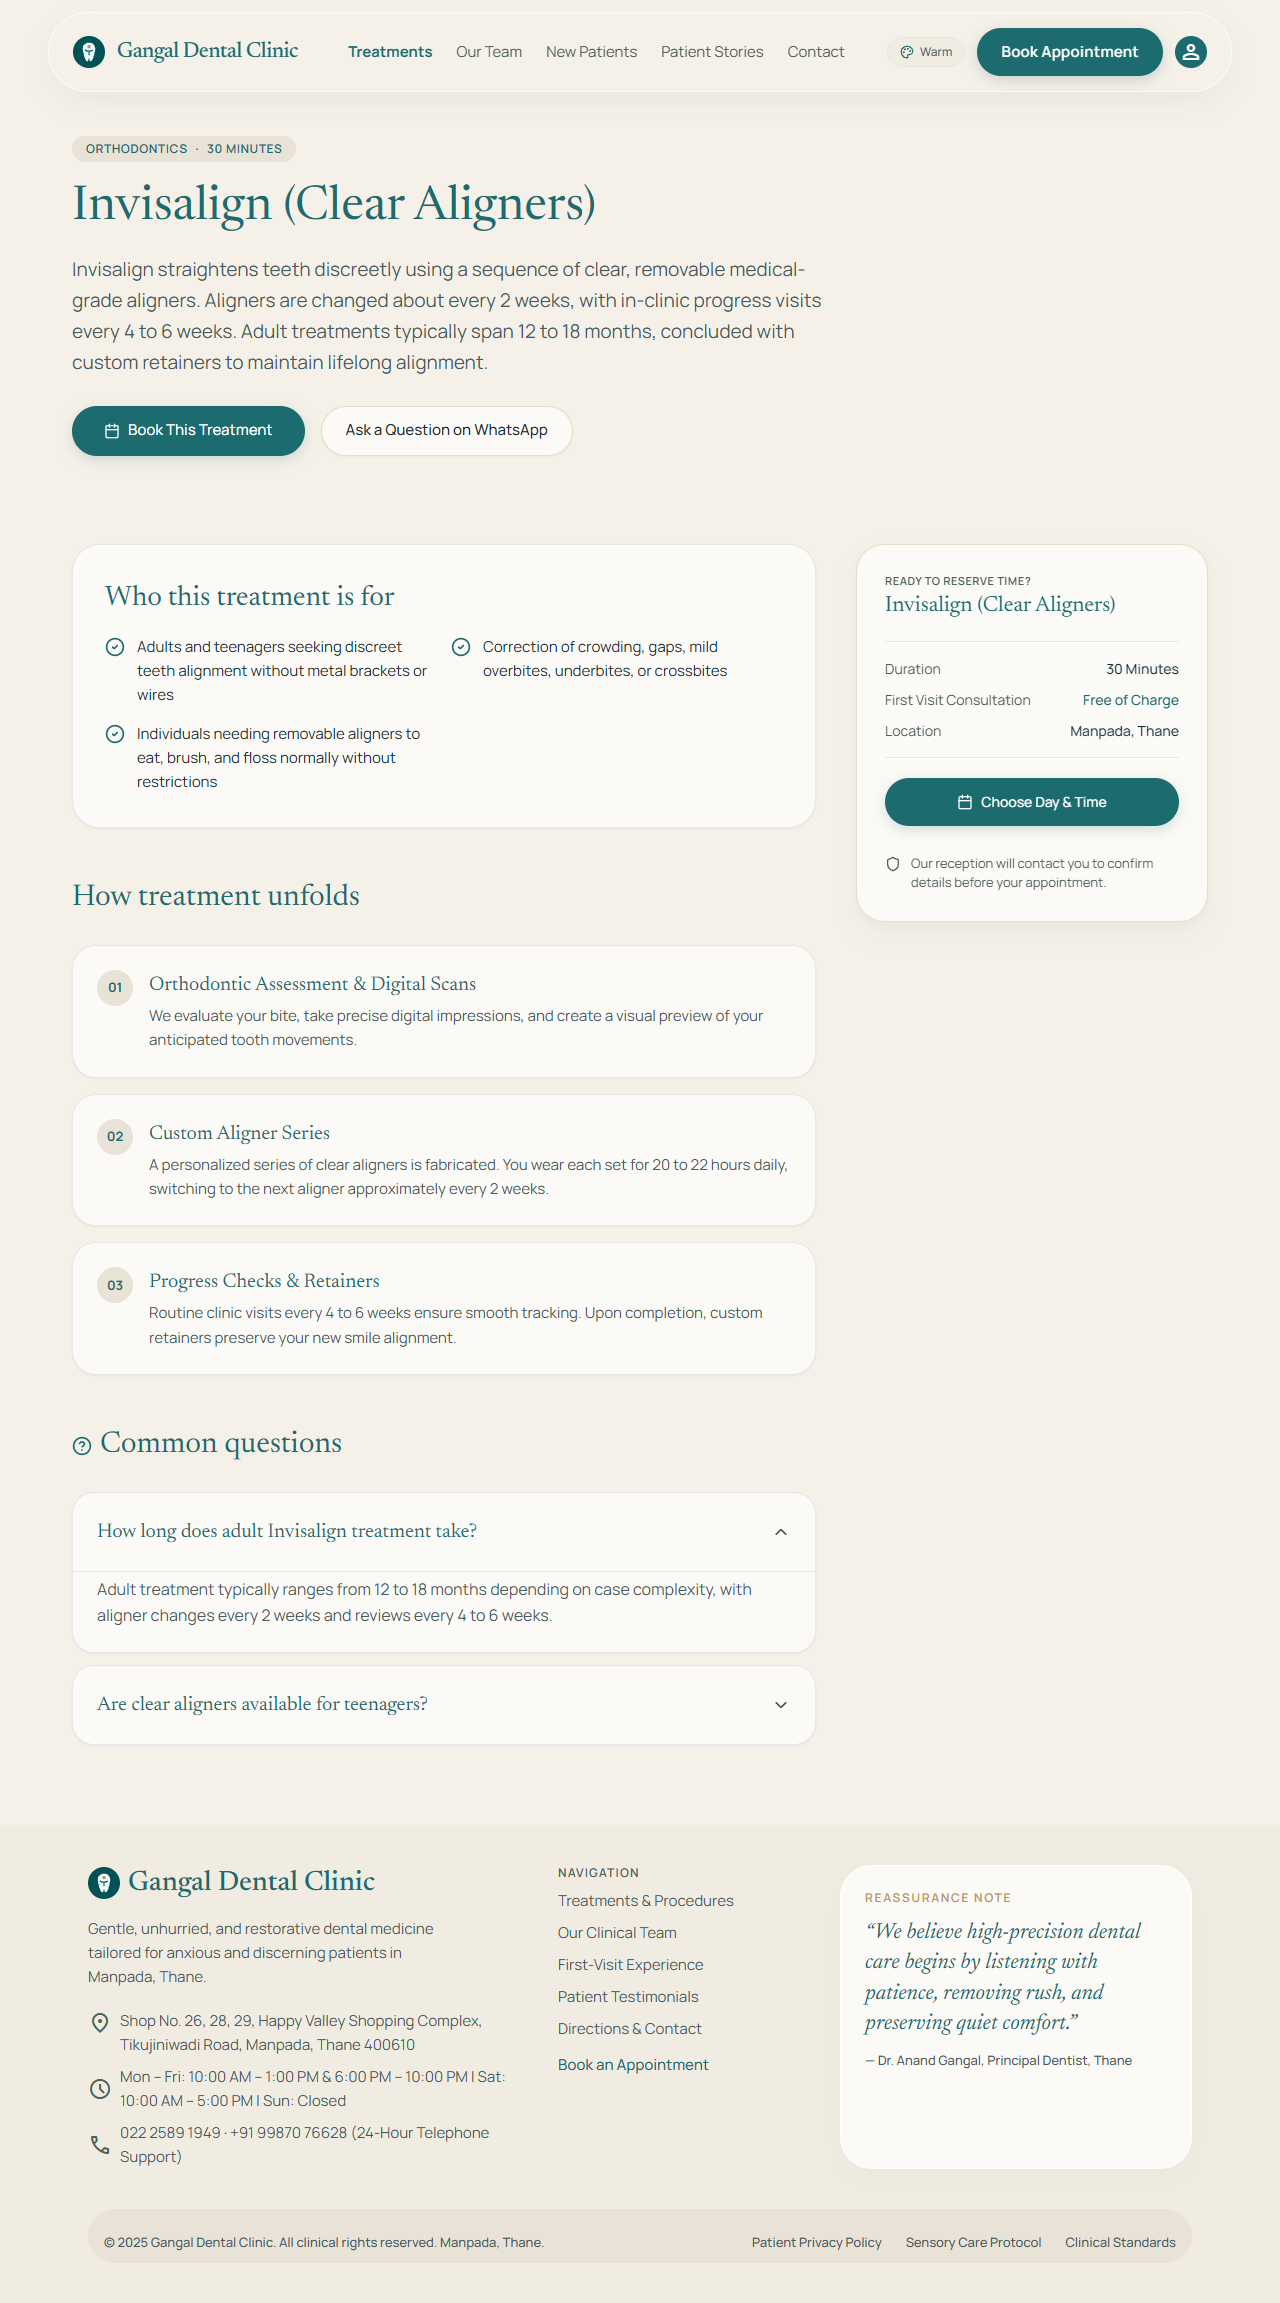 Gangal Dental Clinic
Treatments
Our Team
New Patients
Patient Stories
Contact
Warm
Book Appointment
ORTHODONTICS · 30 MINUTES
Invisalign (Clear Aligners)
Invisalign straightens teeth discreetly using a sequence of clear, removable medical-
grade aligners. Aligners are changed about every 2 weeks, with in-clinic progress visits
every 4 to 6 weeks. Adult treatments typically span 12 to 18 months, concluded with
custom retainers to maintain lifelong alignment.
Book This Treatment
Ask a Question on WhatsApp
Who this treatment is for
Adults and teenagers seeking discreet
teeth alignment without metal brackets or
wires
Correction of crowding, gaps, mild
overbites, underbites, or crossbites
Individuals needing removable aligners to
eat, brush, and floss normally without
restrictions
READY TO RESERVE TIME?
Invisalign (Clear Aligners)
Duration
30 Minutes
First Visit Consultation
Free of Charge
Location
Manpada, Thane
Choose Day & Time
Our reception will contact you to confirm
details before your appointment.
How treatment unfolds
01
Orthodontic Assessment & Digital Scans
We evaluate your bite, take precise digital impressions, and create a visual preview of your
anticipated tooth movements.
02
Custom Aligner Series
A personalized series of clear aligners is fabricated. You wear each set for 20 to 22 hours daily,
switching to the next aligner approximately every 2 weeks.
03
Progress Checks & Retainers
Routine clinic visits every 4 to 6 weeks ensure smooth tracking. Upon completion, custom
retainers preserve your new smile alignment.
Common questions
How long does adult Invisalign treatment take?
Adult treatment typically ranges from 12 to 18 months depending on case complexity, with
aligner changes every 2 weeks and reviews every 4 to 6 weeks.
Are clear aligners available for teenagers?
Gangal Dental Clinic
Gentle, unhurried, and restorative dental medicine
tailored for anxious and discerning patients in
Manpada, Thane.
Shop No. 26, 28, 29, Happy Valley Shopping Complex,
Tikujiniwadi Road, Manpada, Thane 400610
Mon – Fri: 10:00 AM – 1:00 PM & 6:00 PM – 10:00 PM | Sat:
10:00 AM – 5:00 PM | Sun: Closed
022 2589 1949 · +91 99870 76628 (24-Hour Telephone
Support)
NAVIGATION
Treatments & Procedures
Our Clinical Team
First-Visit Experience
Patient Testimonials
Directions & Contact
Book an Appointment
REASSURANCE NOTE
“We believe high-precision dental
care begins by listening with
patience, removing rush, and
preserving quiet comfort.”
— Dr. Anand Gangal, Principal Dentist, Thane
© 2025 Gangal Dental Clinic. All clinical rights reserved. Manpada, Thane.
Patient Privacy Policy
Sensory Care Protocol
Clinical Standards